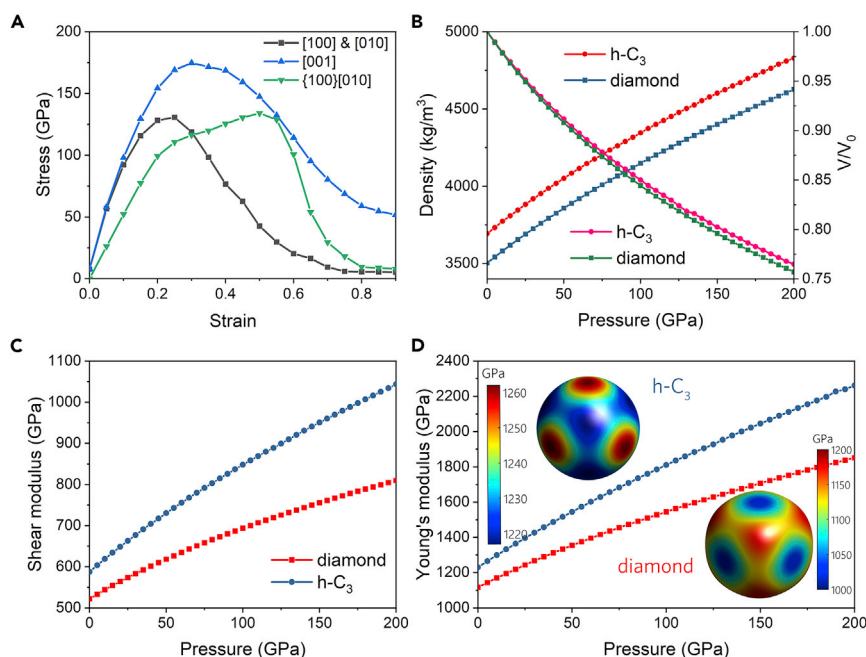 A
200
150
100
50
0
0.0 0.2 0.4 0.6 0.8
Stress (GPa)
Strain
[100] & [010]
[001]
{100}[010]
B
5000
4500
4000
3500
1.00
0.95
0.90
0.85
0.80
0.75
0 50 100 150 200
Density (kg/m³)
V/V₀
Pressure (GPa)
h-C₃
diamond
h-C₃
diamond
C
1100
1000
900
800
700
600
500
0 50 100 150 200
Shear modulus (GPa)
Pressure (GPa)
diamond
h-C₃
D
2400
2200
2000
1800
1600
1400
1200
1000
0 50 100 150 200
Young's modulus (GPa)
Pressure (GPa)
GPa
1260
1250
1240
1230
1220
h-C₃
GPa
1200
1150
1100
1050
1000
diamond